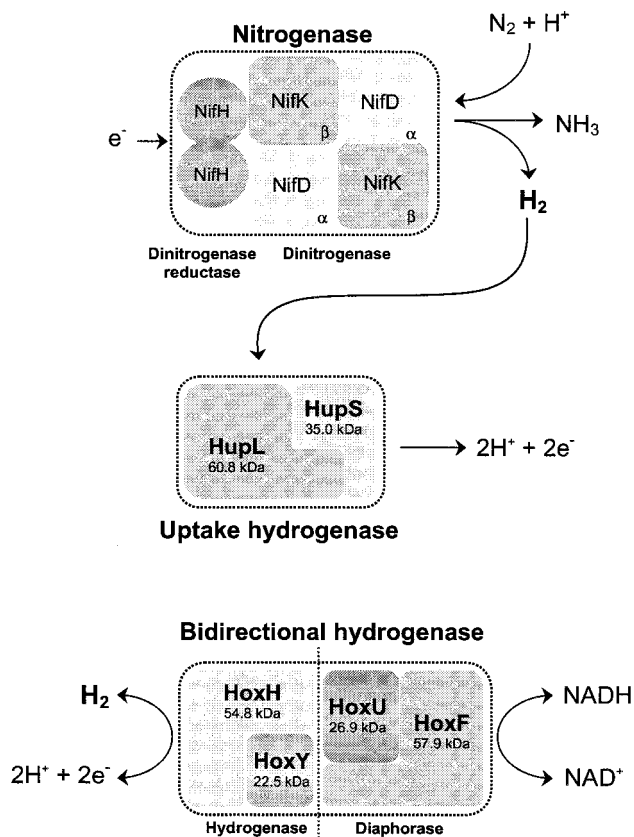 Nitrogenase
N₂ + H⁺
NifH
NifK
β
NifD
α
e⁻
NH₃
NifH
NifD
α
NifK
β
H₂
Dinitrogenase
reductase
Dinitrogenase
HupS
35.0 kDa
HupL
60.8 kDa
2H⁺ + 2e⁻
Uptake hydrogenase
Bidirectional hydrogenase
H₂
HoxH
54.8 kDa
HoxU
26.9 kDa
HoxF
57.9 kDa
NADH
HoxY
22.5 kDa
2H⁺ + 2e⁻
NAD⁺
Hydrogenase
Diaphorase